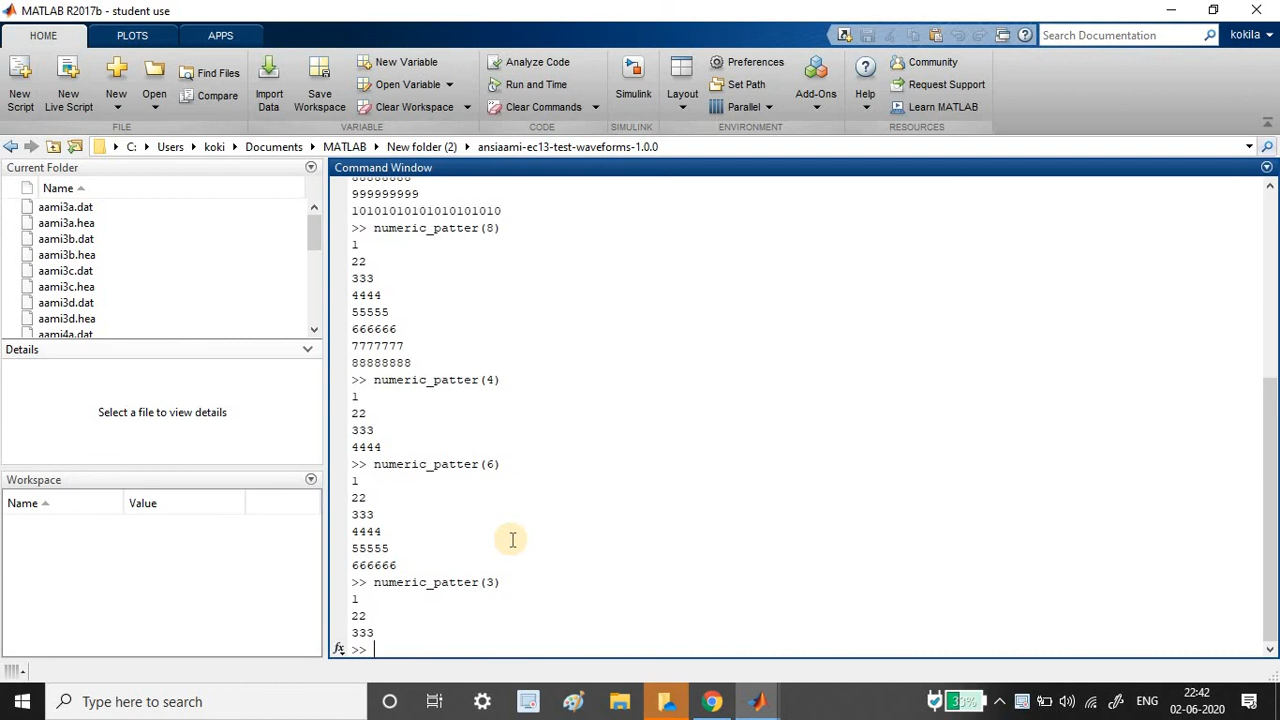 MATLAB R2017b - student use
HOME PLOTS APPS
Search Documentation kokila
New Script
New Live Script
New
Open
Find Files
Compare
Import Data
Save Workspace
New Variable
Open Variable
Clear Workspace
Analyze Code
Run and Time
Clear Commands
Simulink
Layout
Preferences
Set Path
Parallel
Add-Ons
Help
Community
Request Support
Learn MATLAB
FILE VARIABLE CODE SIMULINK ENVIRONMENT RESOURCES
C: Users koki Documents MATLAB New folder (2) ansiaami-ec13-test-waveforms-1.0.0
Current Folder
Name
aami3a.dat
aami3a.hea
aami3b.dat
aami3b.hea
aami3c.dat
aami3c.hea
aami3d.dat
aami3d.hea
aami4a.dat
Details
Select a file to view details
Workspace
Name Value
Command Window
88888888
999999999
10101010101010101010
>> numeric_patter(8)
1
22
333
4444
55555
666666
7777777
88888888
>> numeric_patter(4)
1
22
333
4444
>> numeric_patter(6)
1
22
333
4444
55555
666666
>> numeric_patter(3)
1
22
333
fx >>
Type here to search
33%
ENG
22:42
02-06-2020